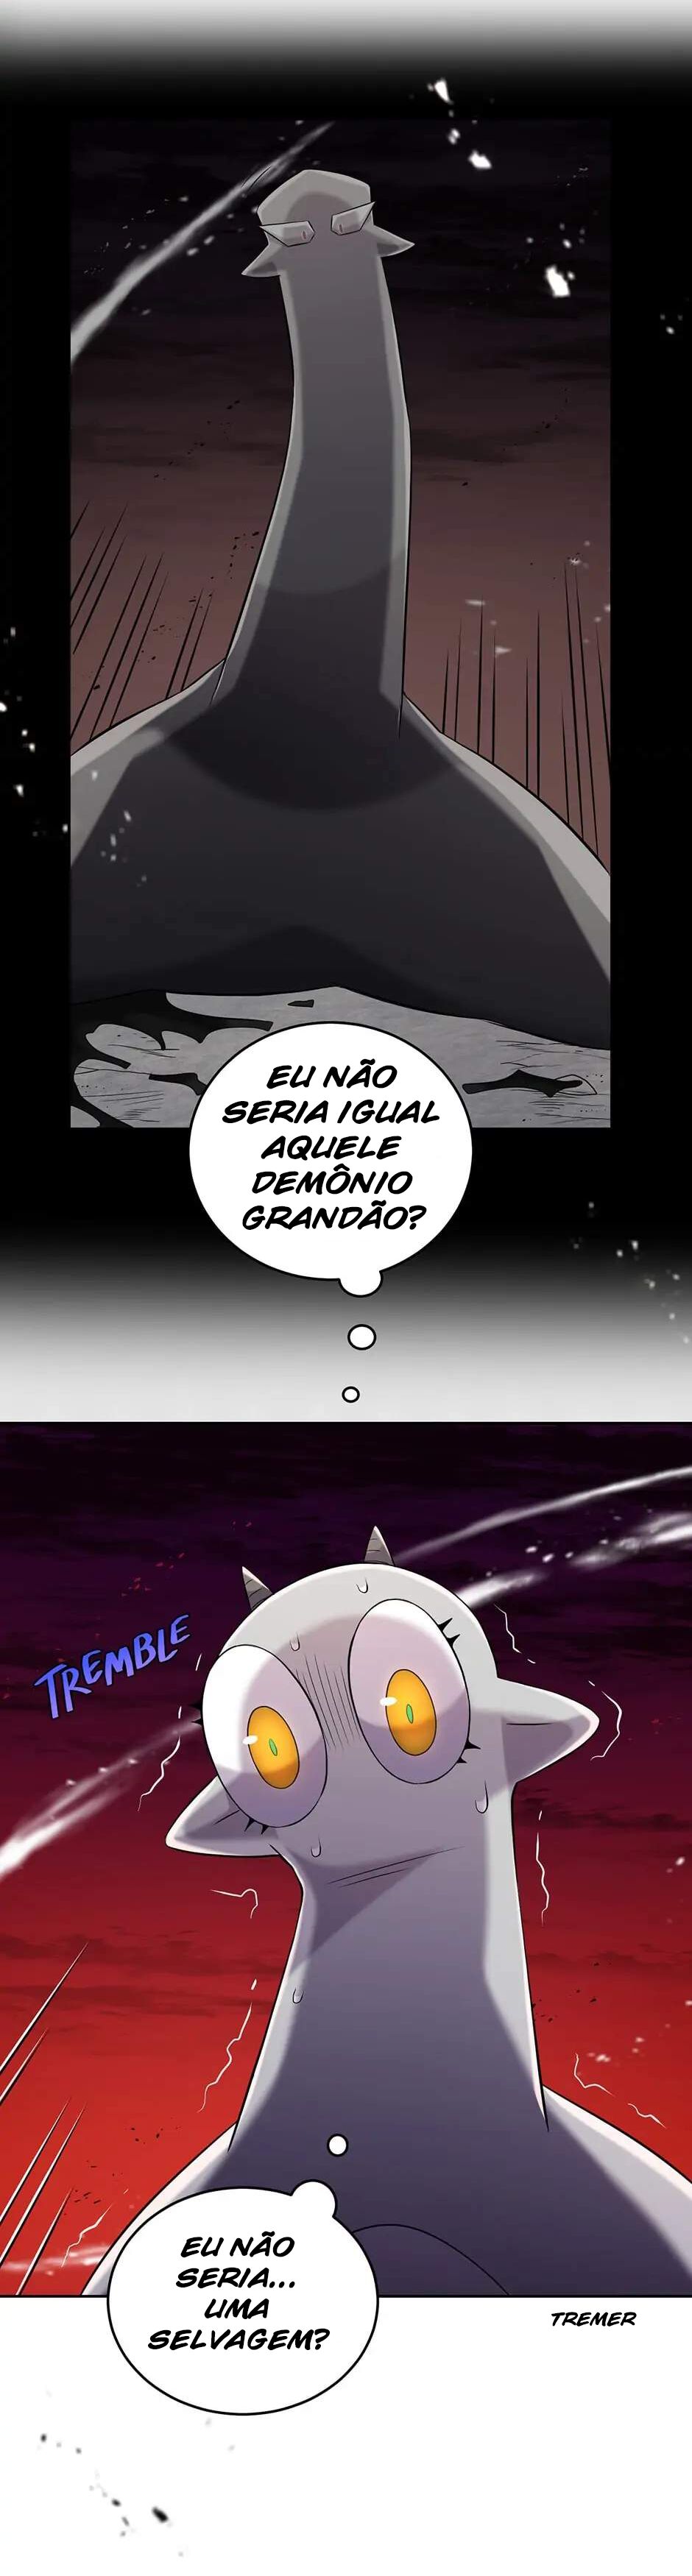 EU NÃO
SERIA IGUAL
AQUELE
DEMÔNIO
GRANDÃO?
TREMBLE
EU NÃO
SERIA...
UMA
SELVAGEM?
TREMER